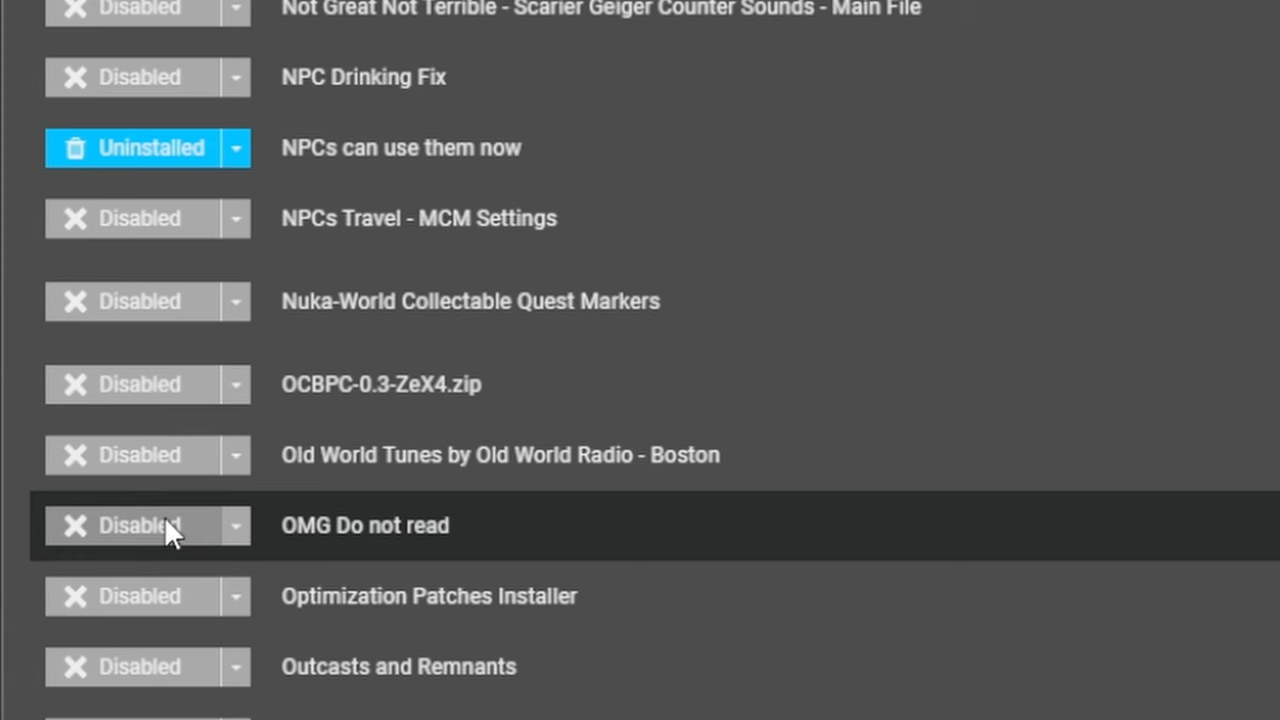 Disabled Not Great Not Terrible - Scarier Geiger Counter Sounds - Main File
Disabled NPC Drinking Fix
Uninstalled NPCs can use them now
Disabled NPCs Travel - MCM Settings
Disabled Nuka-World Collectable Quest Markers
Disabled OCBPC-0.3-ZeX4.zip
Disabled Old World Tunes by Old World Radio - Boston
Disabled OMG Do not read
Disabled Optimization Patches Installer
Disabled Outcasts and Remnants